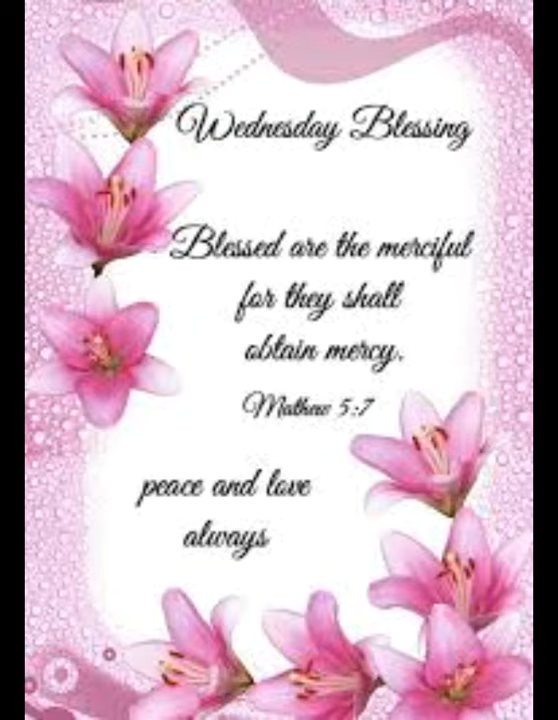 Wednesday Blessing
Blessed are the merciful
for they shall
obtain mercy.
Mathew 5:7
peace and love
always